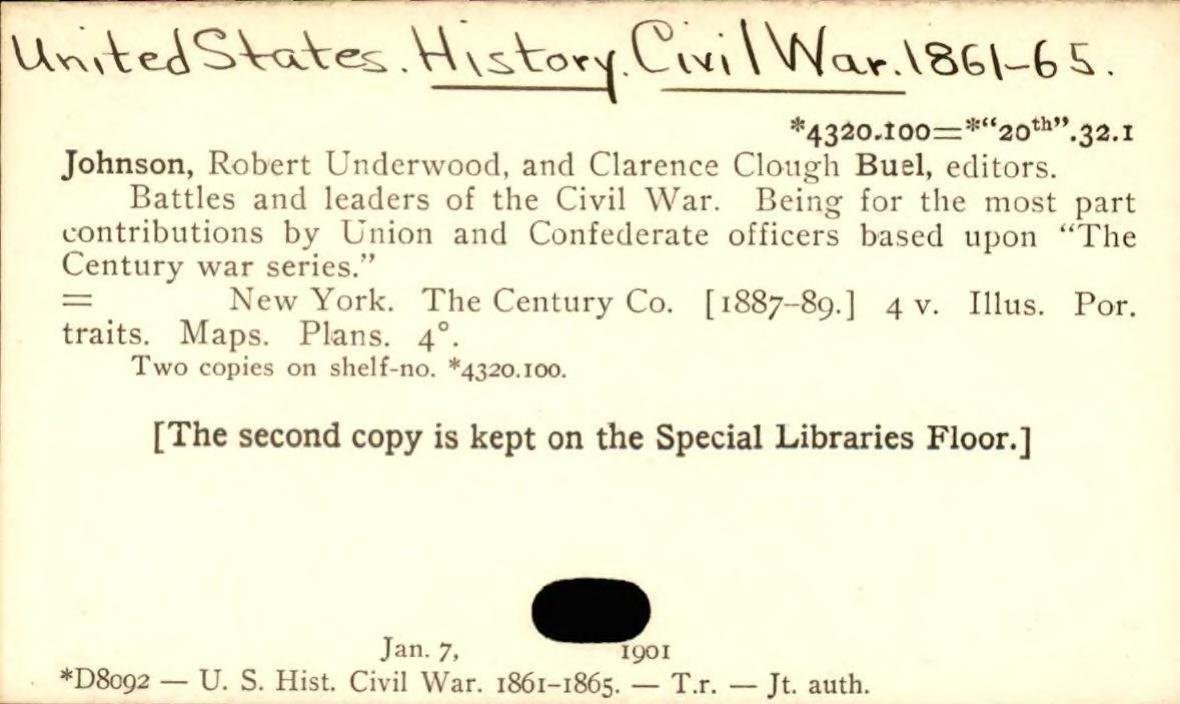 United States. History. Civil War. 1861-65.
*4320.100=*“20th”.32.1
Johnson, Robert Underwood, and Clarence Clough Buel, editors.
Battles and leaders of the Civil War. Being for the most part
contributions by Union and Confederate officers based upon “The
Century war series.”
= New York. The Century Co. [1887–89.] 4 v. Illus. Por.
traits. Maps. Plans. 4°.
Two copies on shelf-no. *4320.100.
[The second copy is kept on the Special Libraries Floor.]
Jan. 7, 1901
*D8092 — U. S. Hist. Civil War. 1861–1865. — T.r. — Jt. auth.